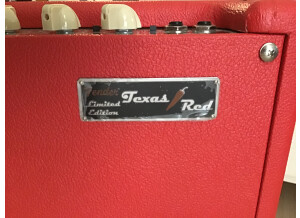 Fender Texas
Limited Red
Edition